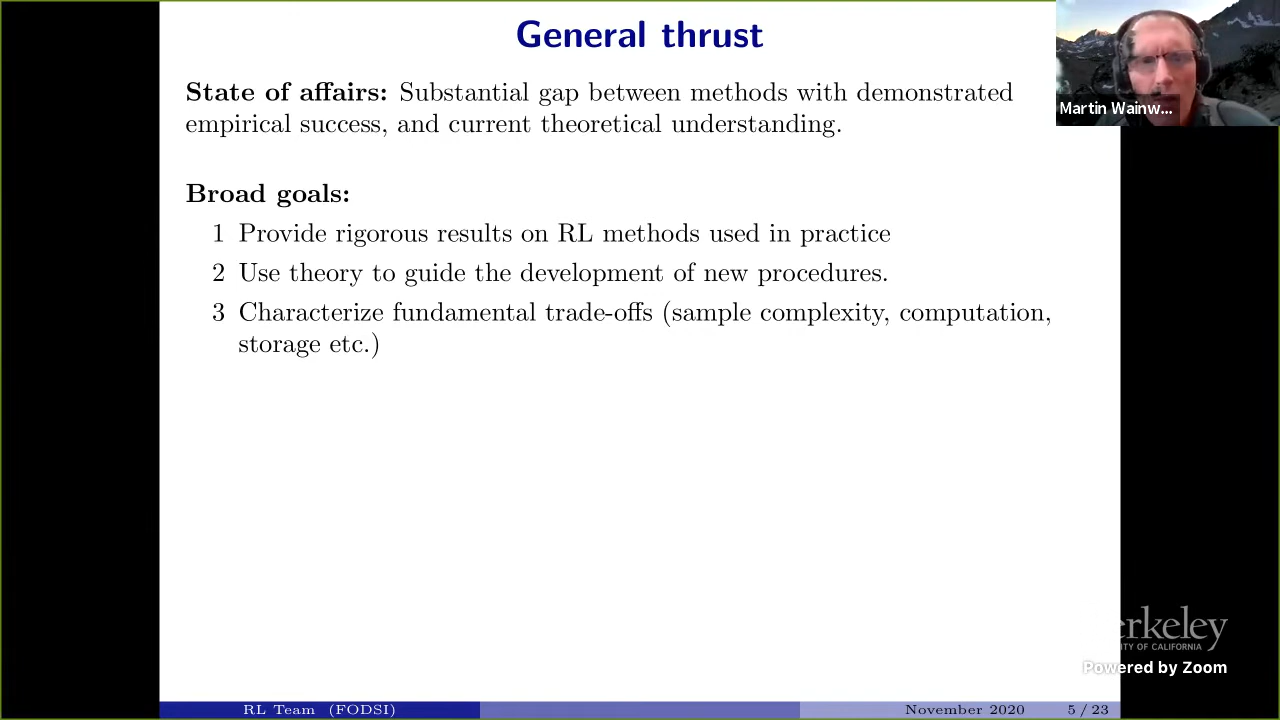 General thrust
State of affairs: Substantial gap between methods with demonstrated
empirical success, and current theoretical understanding.
Broad goals:
1 Provide rigorous results on RL methods used in practice
2 Use theory to guide the development of new procedures.
3 Characterize fundamental trade-offs (sample complexity, computation,
storage etc.)
Martin Wainw...
erkeley
ITY OF CALIFORNIA
Powered by Zoom
RL Team (FODSI)
November 2020
5 / 23